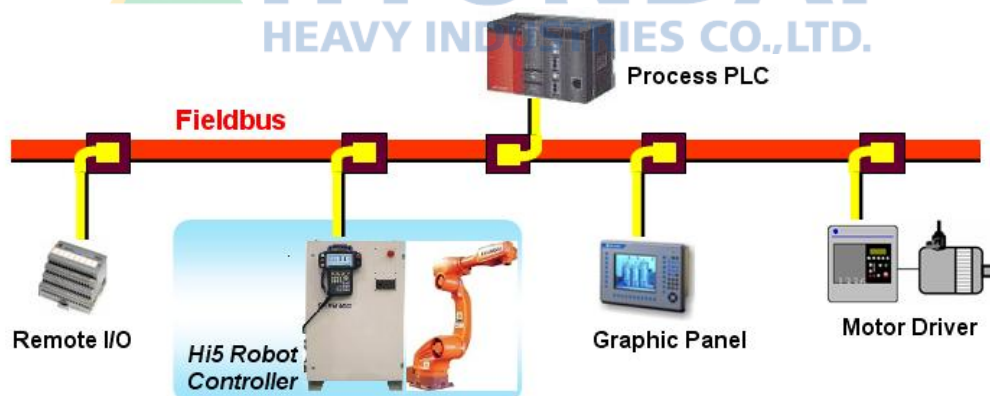 HEAVY INDUSTRIES CO.,LTD.
Process PLC
Fieldbus
Remote I/O
Hi5 Robot
Controller
Graphic Panel
Motor Driver